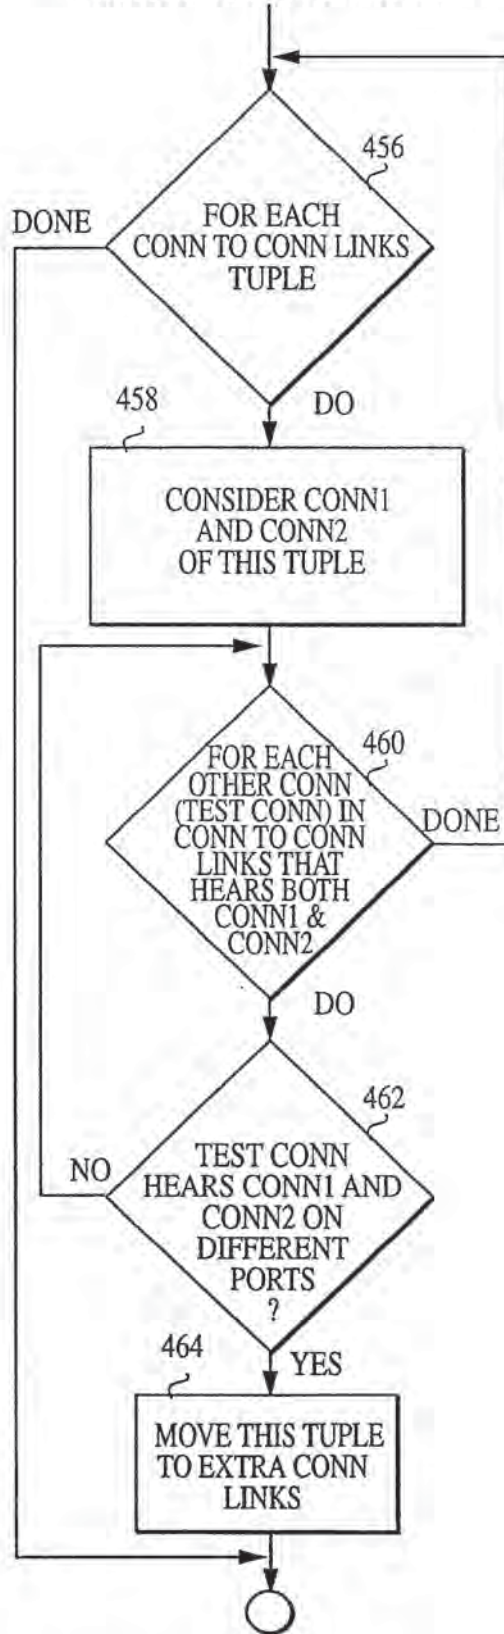 456
DONE
FOR EACH
CONN TO CONN LINKS
TUPLE
DO
458
CONSIDER CONN1
AND CONN2
OF THIS TUPLE
460
FOR EACH
OTHER CONN
(TEST CONN) IN
CONN TO CONN
LINKS THAT
HEARS BOTH
CONN1 &
CONN2
DONE
DO
462
NO
TEST CONN
HEARS CONN1 AND
CONN2 ON
DIFFERENT
PORTS
?
YES
464
MOVE THIS TUPLE
TO EXTRA CONN
LINKS